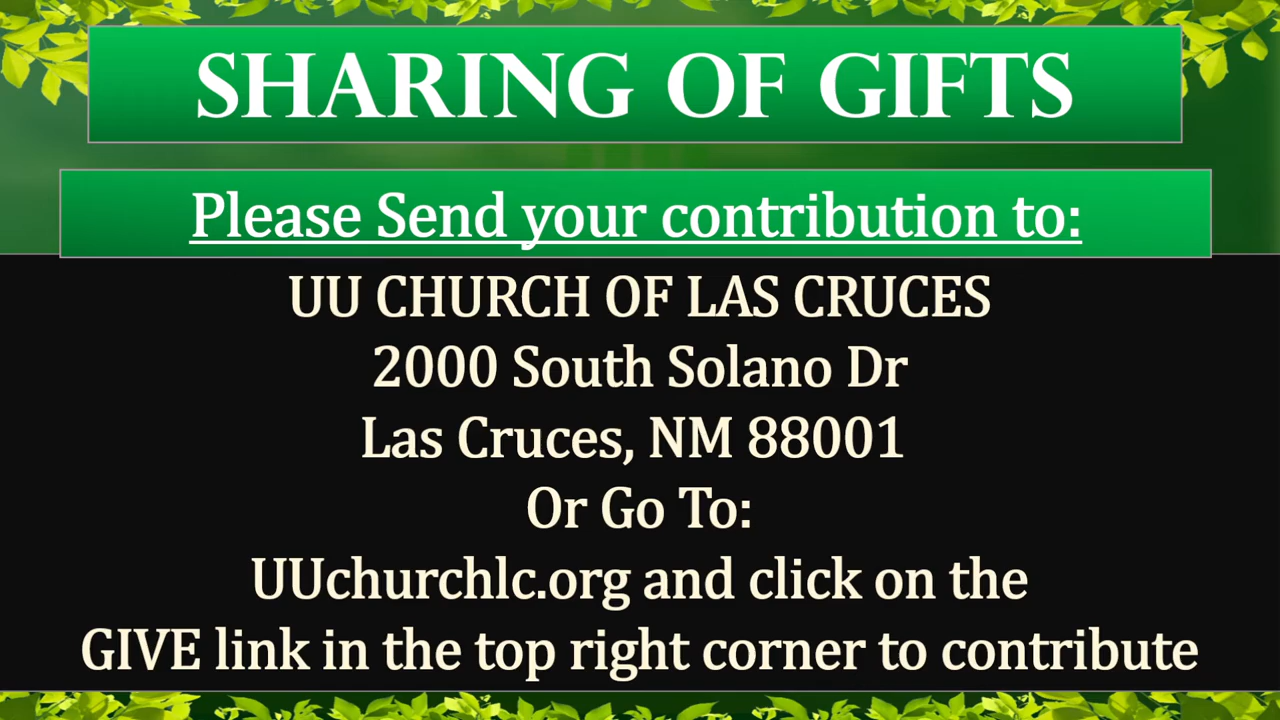 SHARING OF GIFTS
Please Send your contribution to:
UU CHURCH OF LAS CRUCES
2000 South Solano Dr
Las Cruces, NM 88001
Or Go To:
UUchurchlc.org and click on the
GIVE link in the top right corner to contribute